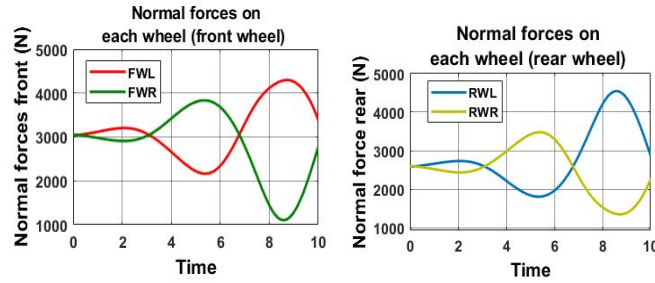 Normal forces on
each wheel (front wheel)
Normal forces front (N)
5000
4000
3000
2000
1000
FWL
FWR
0 2 4 6 8 10
Time
Normal forces on
each wheel (rear wheel)
Normal force rear (N)
5000
4000
3000
2000
1000
RWL
RWR
0 2 4 6 8 10
Time